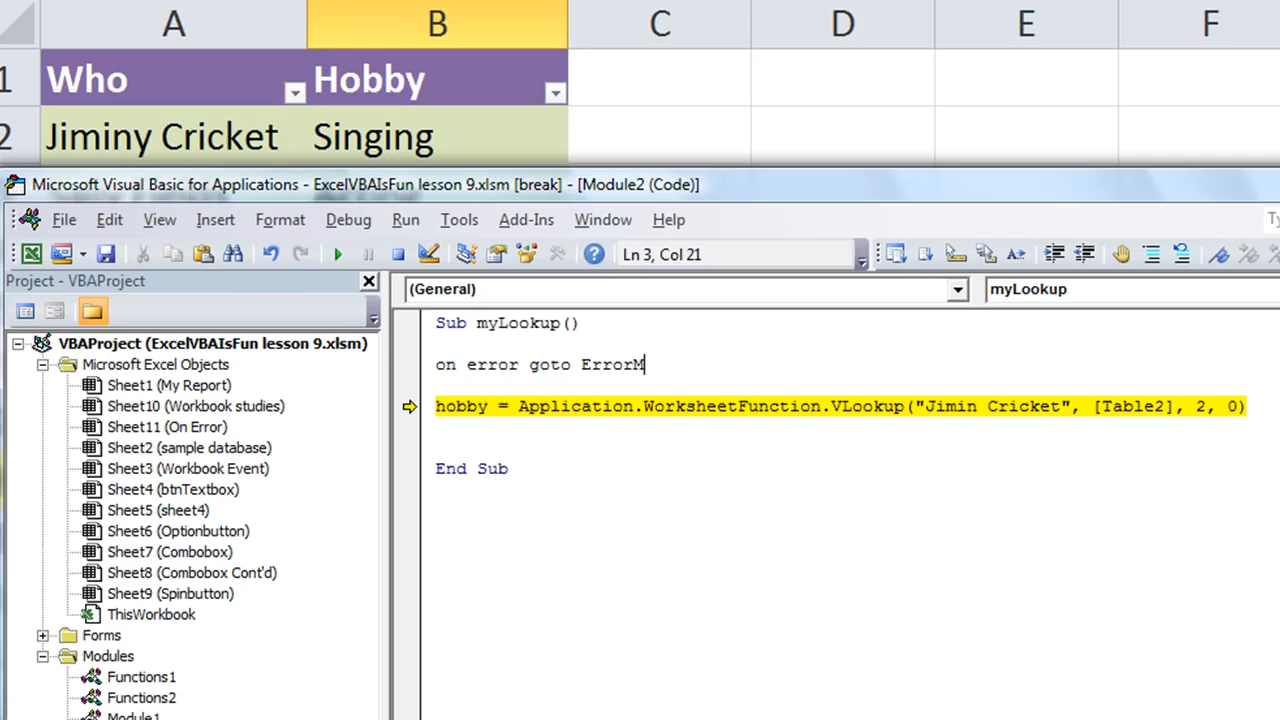 A B C D E F
1 Who Hobby
2 Jiminy Cricket Singing
Microsoft Visual Basic for Applications - ExcelVBAIsFun lesson 9.xlsm [break] - [Module2 (Code)]
File Edit View Insert Format Debug Run Tools Add-Ins Window Help Ty
Ln 3, Col 21
Project - VBAProject
(General) myLookup
VBAProject (ExcelVBAIsFun lesson 9.xlsm)
Microsoft Excel Objects
Sheet1 (My Report)
Sheet10 (Workbook studies)
Sheet11 (On Error)
Sheet2 (sample database)
Sheet3 (Workbook Event)
Sheet4 (btnTextbox)
Sheet5 (sheet4)
Sheet6 (Optionbutton)
Sheet7 (Combobox)
Sheet8 (Combobox Cont'd)
Sheet9 (Spinbutton)
ThisWorkbook
Forms
Modules
Functions1
Functions2
Module1
Sub myLookup()
on error goto ErrorM
hobby = Application.WorksheetFunction.VLookup("Jimin Cricket", [Table2], 2, 0)
End Sub